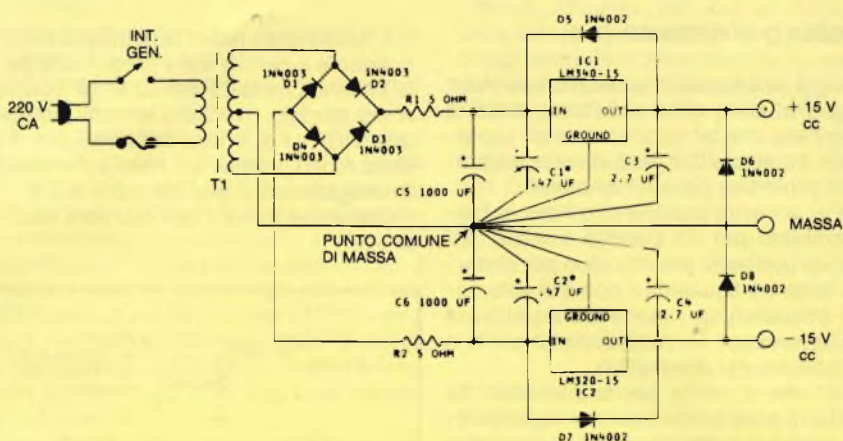 INT.
GEN.
220 V
CA
T1
1N4003
D1
1N4003
D2
D4
1N4003
D3
1N4003
R1 5 OHM
D5 1N4002
IC1
LM340-15
IN OUT
GROUND
+ 15 V
CC
C5 1000 UF
C1*
.47 UF
C3
2.7 UF
D6
1N4002
PUNTO COMUNE
DI MASSA
MASSA
C6 1000 UF
C2*
.47 UF
C4
2.7 UF
D8
1N4002
R2 5 OHM
GROUND
IN OUT
LM320-15
IC2
- 15 V
CC
D7 1N4002